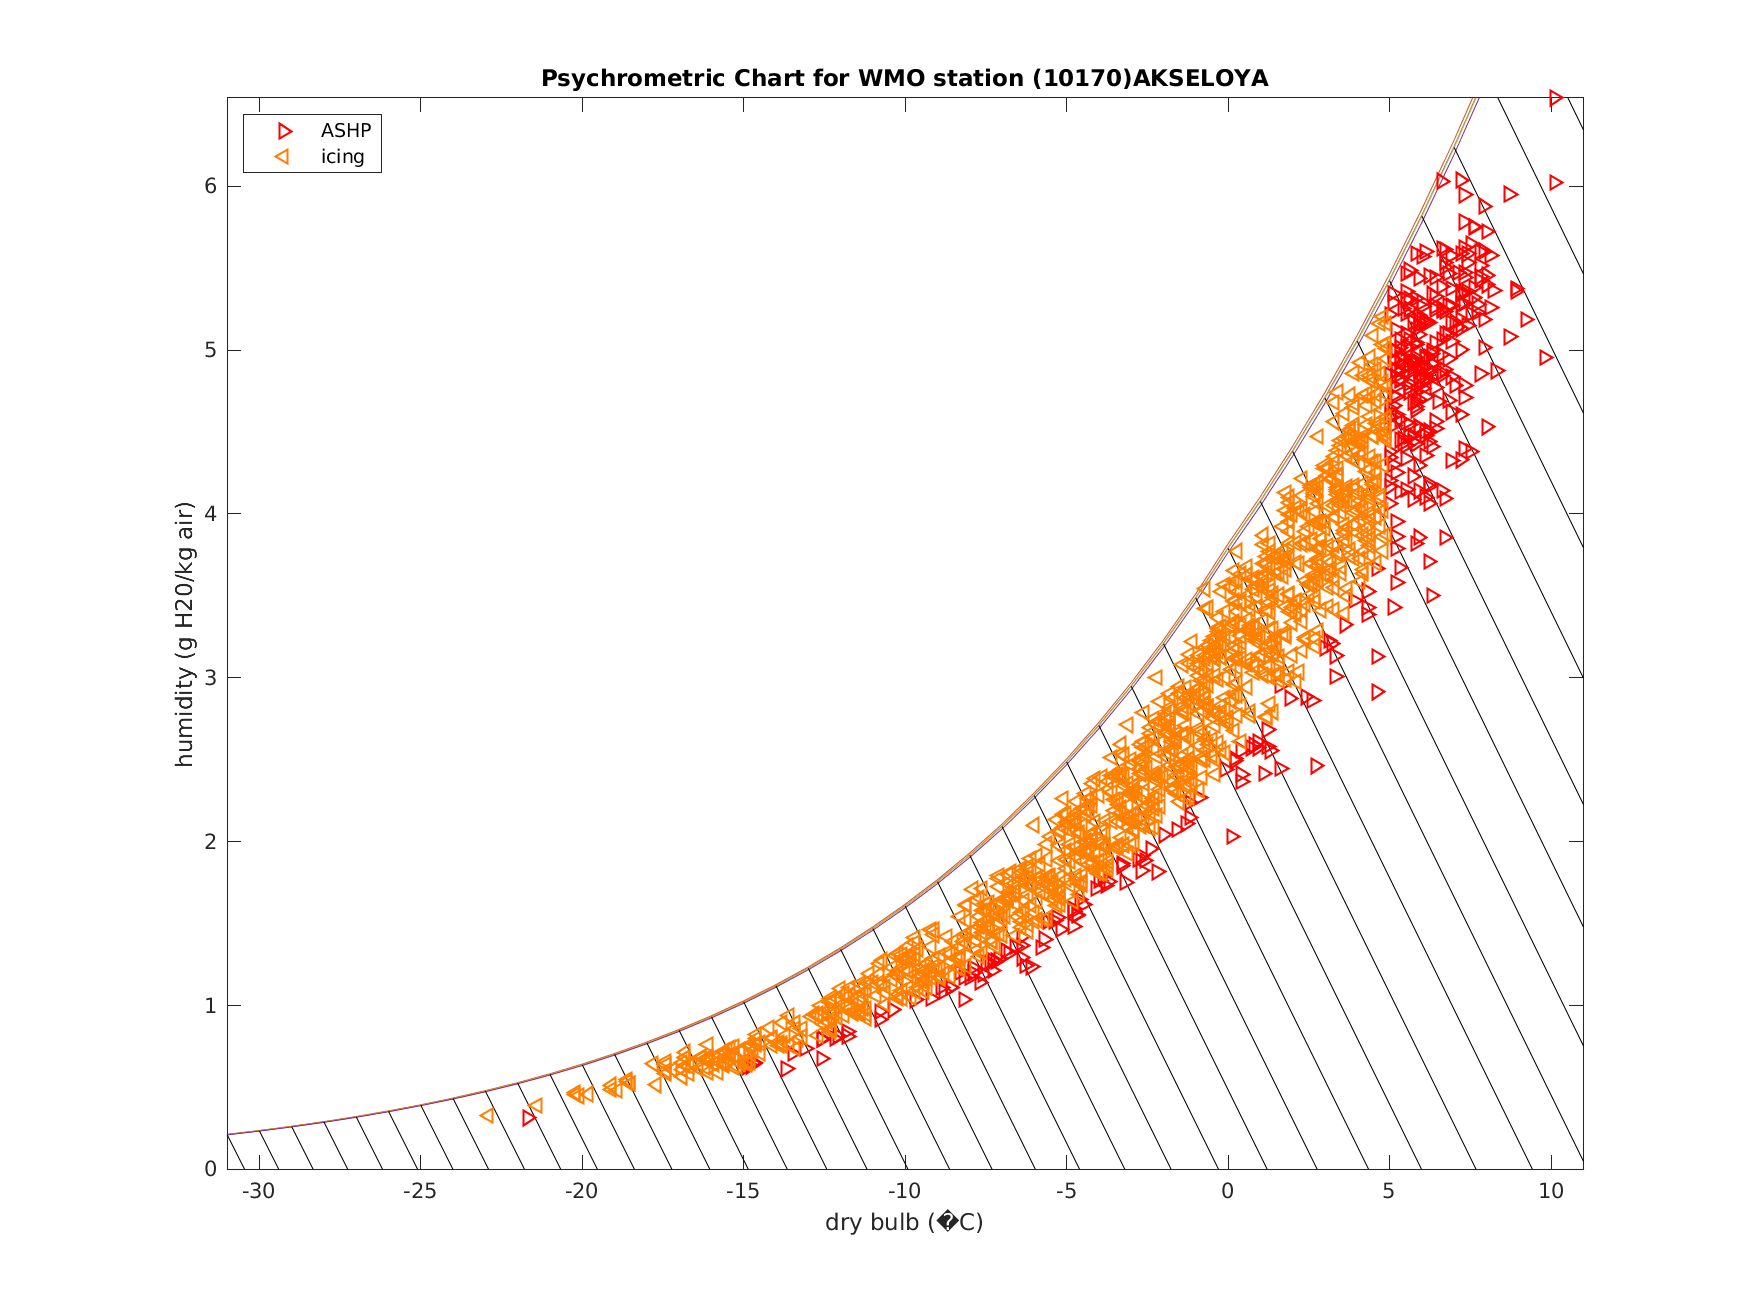 Psychrometric Chart for WMO station (10170)AKSELOYA
ASHP
icing
humidity (g H20/kg air)
6
5
4
3
2
1
0
-30 -25 -20 -15 -10 -5 0 5 10
dry bulb (�C)